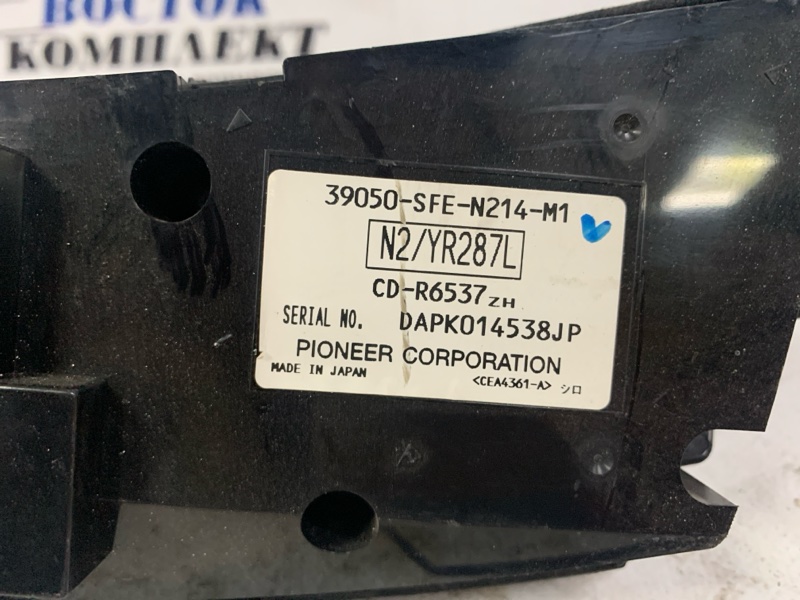 ВОСТОК
КОМПЛЕКТ
39050-SFE-N214-M1
N2/YR287L
CD-R6537ZH
SERIAL NO. DAPK014538JP
PIONEER CORPORATION
MADE IN JAPAN <CEA4361-A> シロ